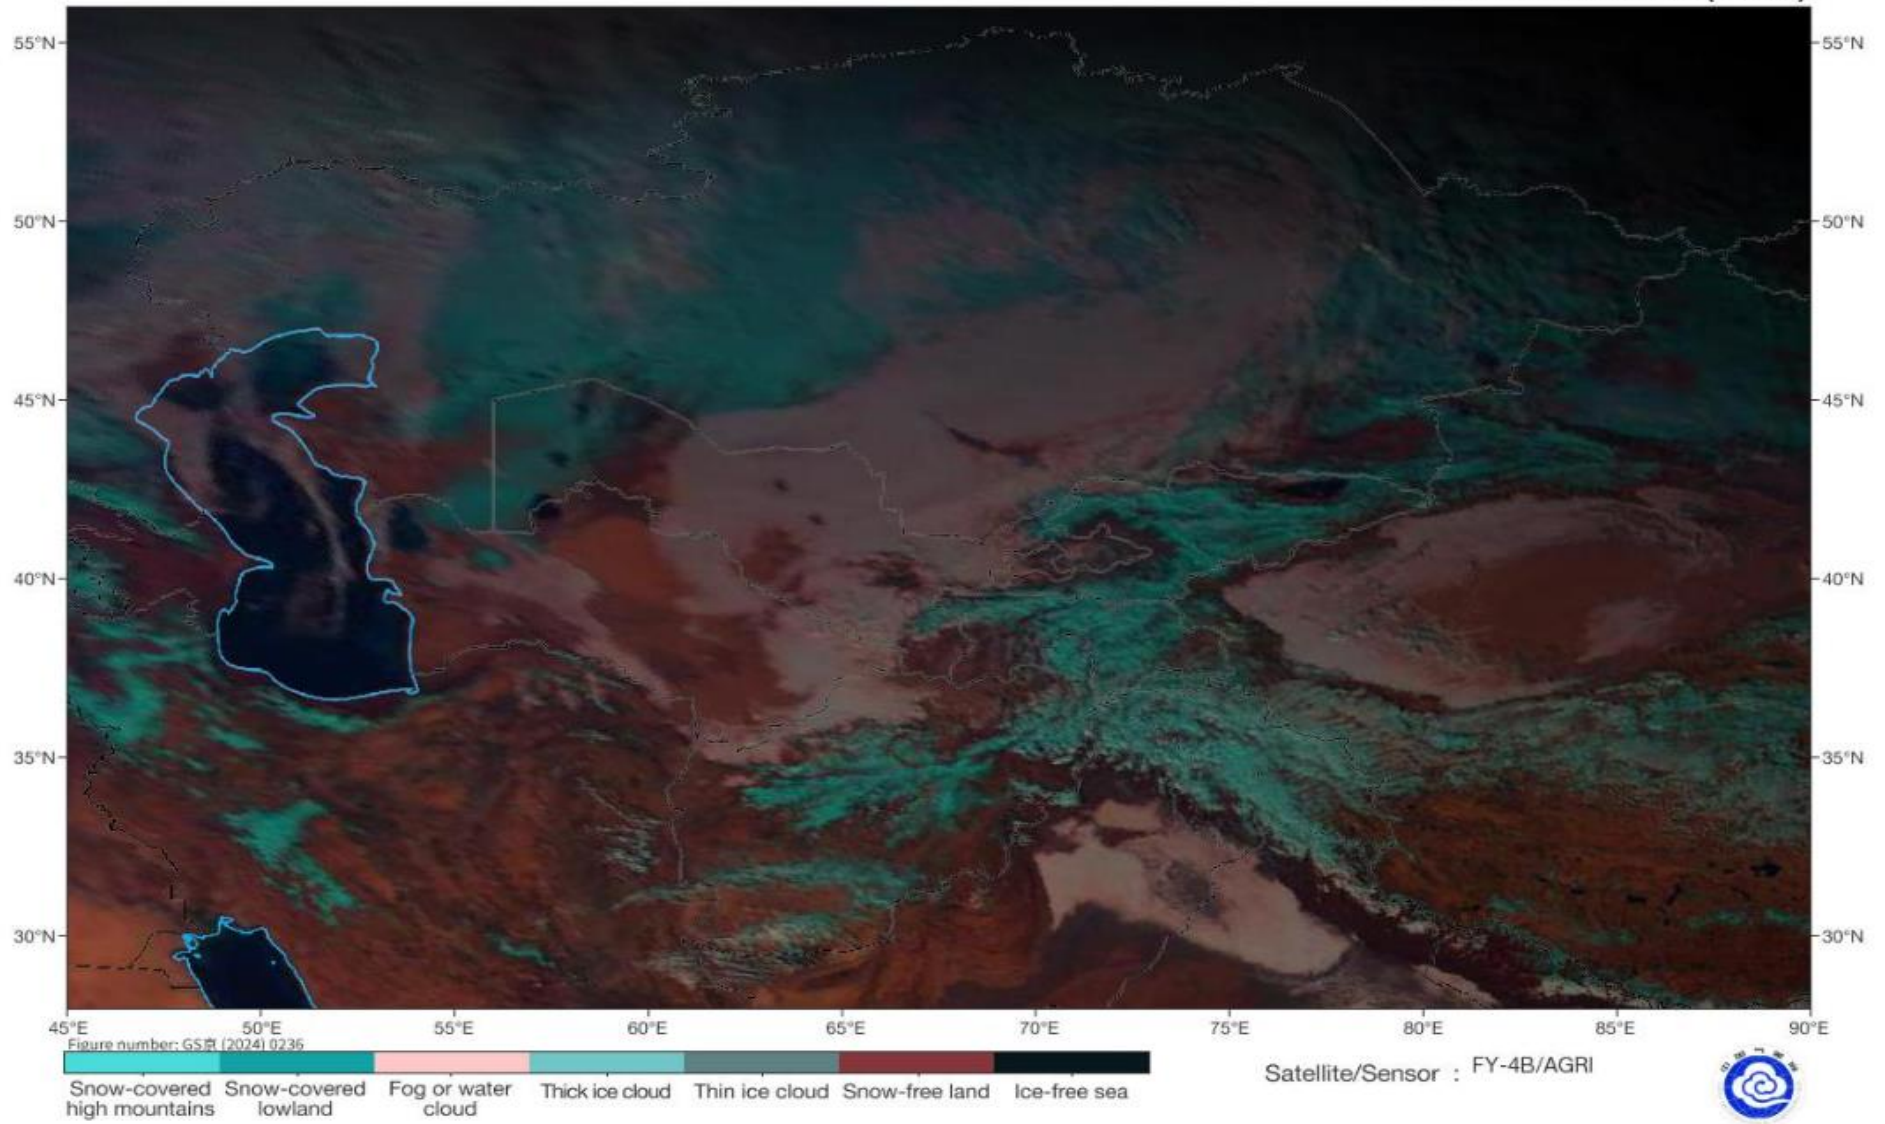 55°N 55°N
50°N 50°N
45°N 45°N
40°N 40°N
35°N 35°N
30°N 30°N
45°E 50°E 55°E 60°E 65°E 70°E 75°E 80°E 85°E 90°E
Figure number: GS京 (2024) 0236
Snow-covered high mountains
Snow-covered lowland
Fog or water cloud
Thick ice cloud
Thin ice cloud
Snow-free land
Ice-free sea
Satellite/Sensor : FY-4B/AGRI